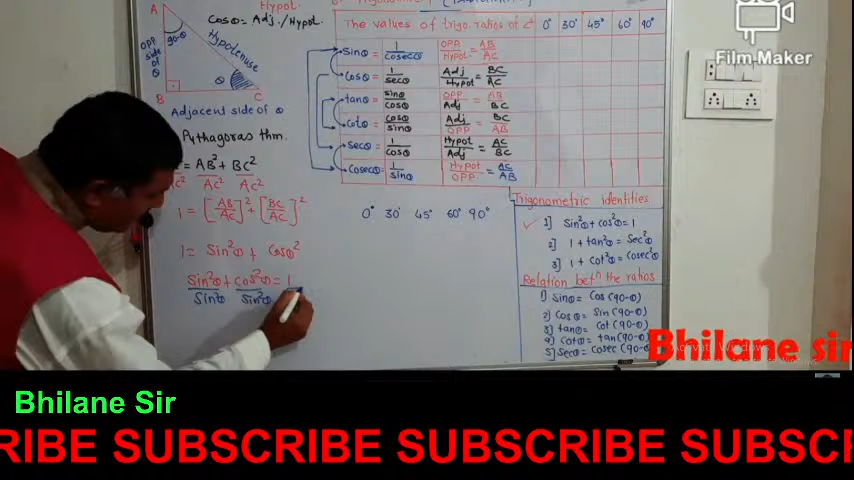 Hypot.
Cosθ = Adj./Hypot.
A
90-θ
OPP side of θ
Hypotenuse
θ
B
C
Adjacent side of θ
Pythagoras thm.
= AB² + BC²
AC² AC² AC²
1 = [AB/AC]² + [BC/AC]²
1 = Sin²θ + Cosθ²
Sin²θ + Cos²θ = 1
Sin²θ Sin²θ
The values of trigo. ratios of ∠s 0° 30° 45° 60° 90°
Sinθ = 1/Cosecθ OPP/Hypot = AB/AC
Cosθ = 1/Secθ Adj/Hypot = BC/AC
tanθ = Sinθ/Cosθ OPP/Adj = AB/BC
Cotθ = Cosθ/Sinθ Adj/OPP = BC/AB
Secθ = 1/Cosθ Hypot/Adj = AC/BC
Cosecθ = 1/Sinθ Hypot/OPP = AC/AB
0° 30° 45° 60° 90°
Trigonometric identities
1] Sin²θ + Cos²θ = 1
2] 1 + tan²θ = Sec²θ
3] 1 + Cot²θ = Cosec²θ
Relation betⁿ the ratios
1) Sinθ = Cos (90-θ)
2) Cosθ = Sin (90-θ)
3) tanθ = Cot (90-θ)
4) Cotθ = tan (90-θ)
5) Secθ = Cosec (90-θ)
Film Maker
Bhilane sir
Bhilane Sir
RIBE SUBSCRIBE SUBSCRIBE SUBSC